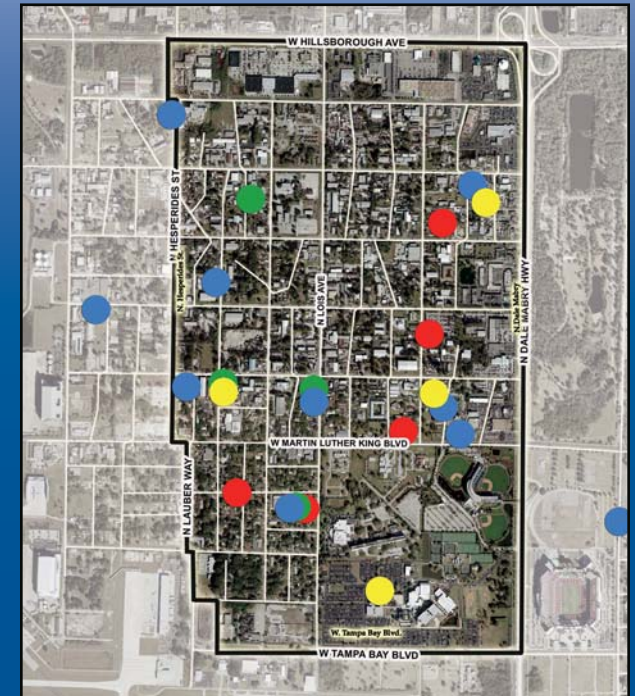 W HILLSBOROUGH AVE
N HESPERIDES ST
N. Hesperides St.
N LOIS AVE
N. Dale Mabry
N DALE MABRY HWY
W MARTIN LUTHER KING BLVD
N LAUBER WAY
W. Tampa Bay Blvd.
W TAMPA BAY BLVD